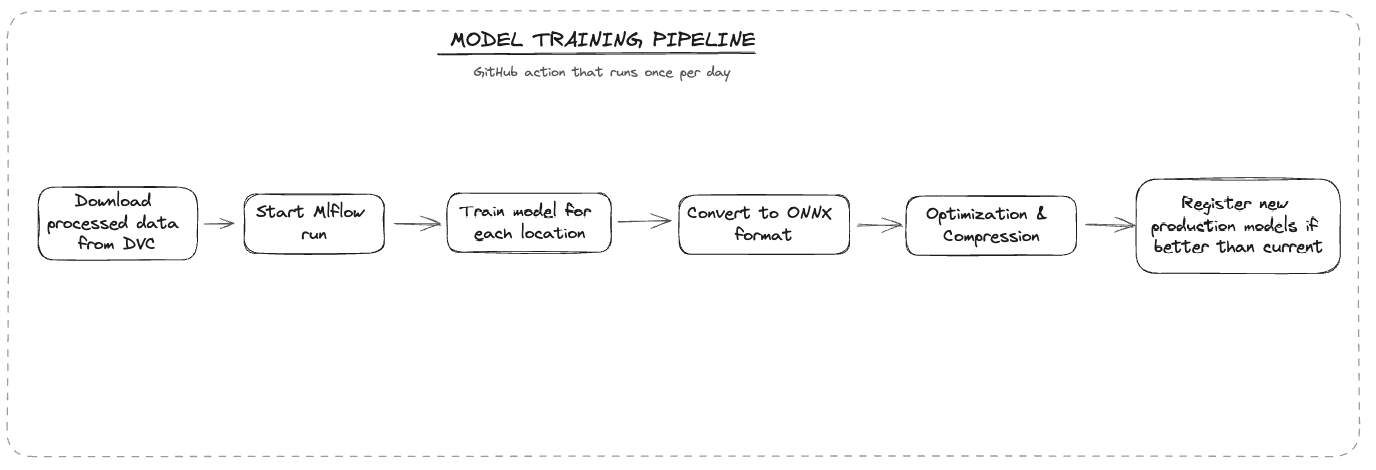 MODEL TRAINING PIPELINE
GitHub action that runs once per day
Download
processed data
from DVC
Start Mlflow
run
Train model for
each location
Convert to ONNX
format
Optimization &
Compression
Register new
production models if
better than current